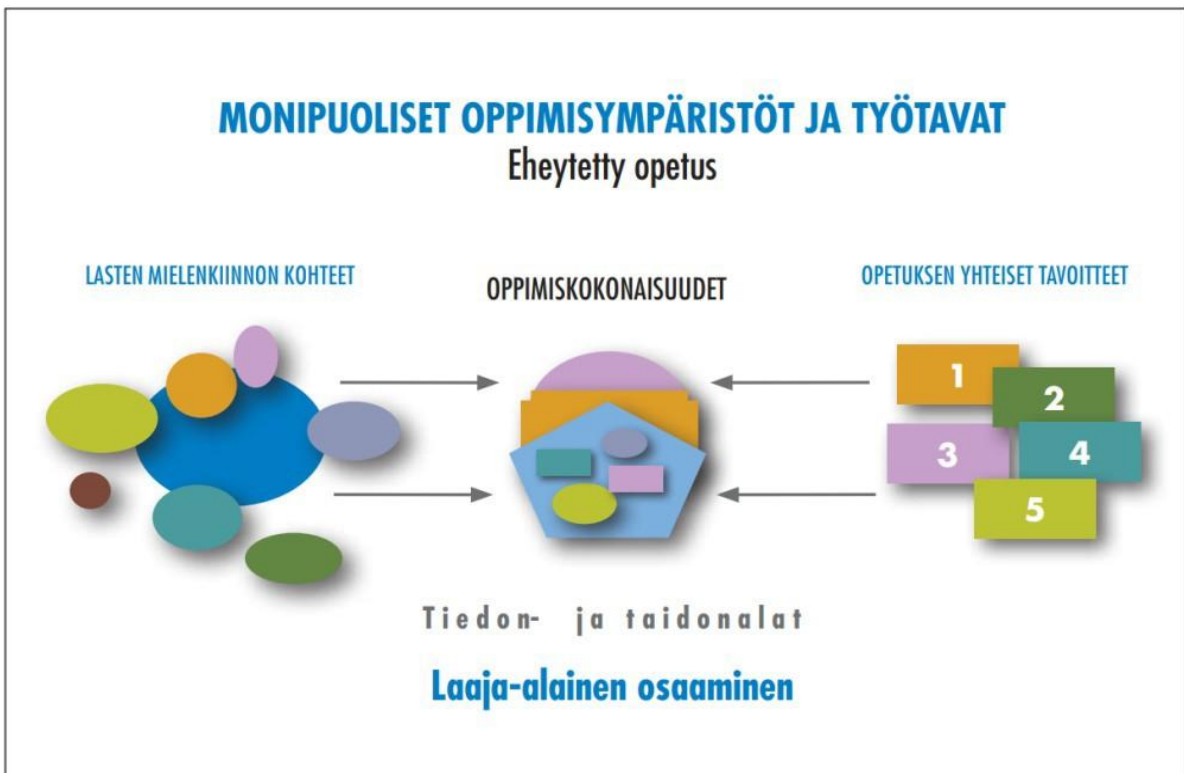 MONIPUOLISET OPPIMISYMPÄRISTÖT JA TYÖTAVAT
Eheytetty opetus
LASTEN MIELENKIINNON KOHTEET
OPPIMISKOKONAISUUDET
OPETUKSEN YHTEISET TAVOITTEET
1
2
3
4
5
Tiedon- ja taidonalat
Laaja-alainen osaaminen